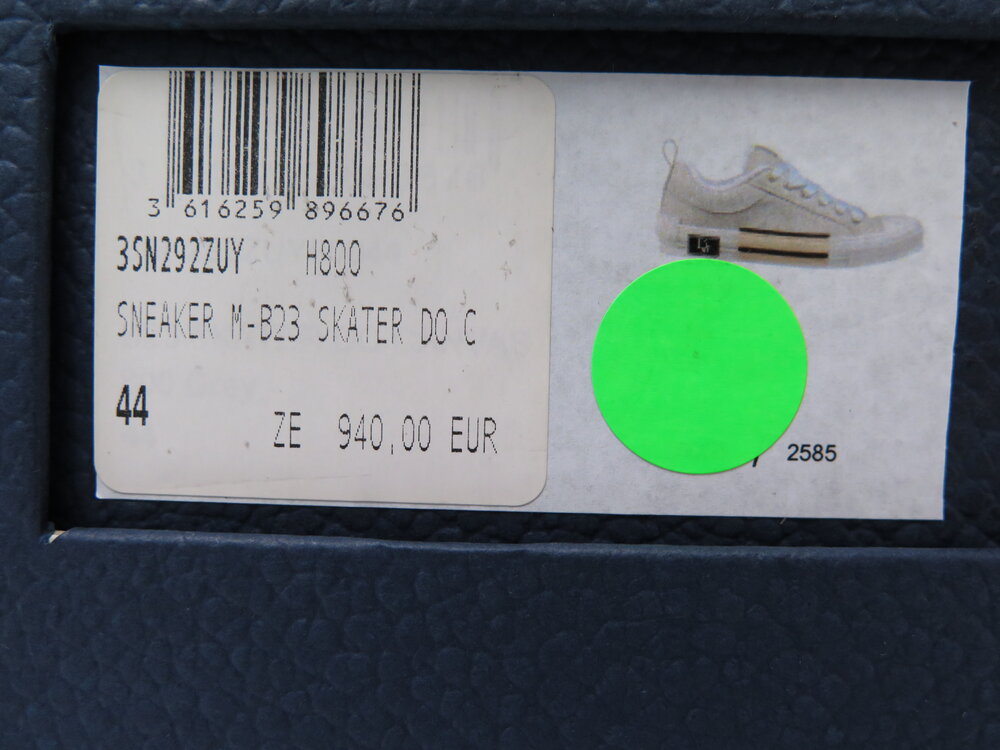 3 616259 896676
3SN292ZUY H800
SNEAKER M-B23 SKATER DO C
44
ZE 940,00 EUR
2585